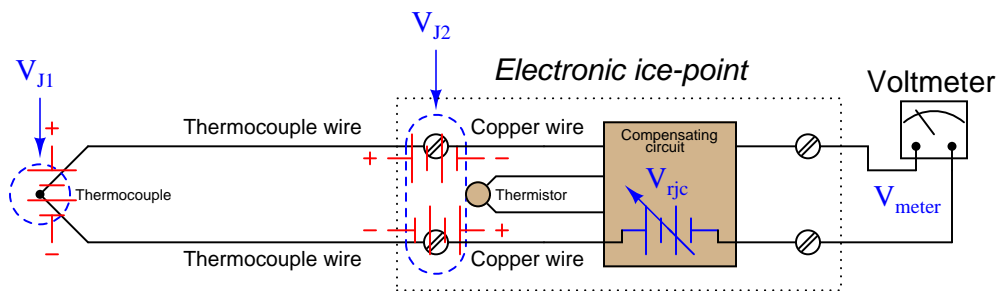 V_J2
V_J1
Electronic ice-point
Voltmeter
Thermocouple wire
Copper wire
Compensating
circuit
+
+
−
Thermocouple
Thermistor
V_rjc
V_meter
−
+
−
Thermocouple wire
Copper wire